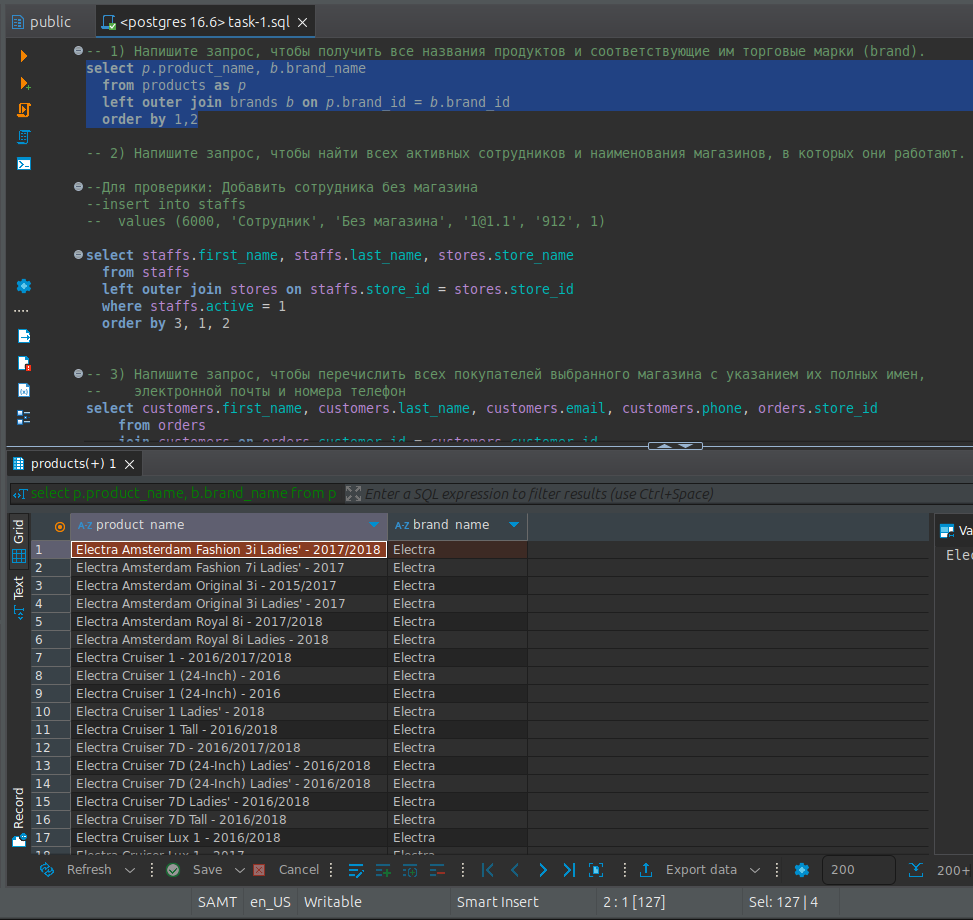 public
<postgres 16.6> task-1.sql
-- 1) Напишите запрос, чтобы получить все названия продуктов и соответствующие им торговые марки (brand).
select p.product_name, b.brand_name
from products as p
left outer join brands b on p.brand_id = b.brand_id
order by 1,2
-- 2) Напишите запрос, чтобы найти всех активных сотрудников и наименования магазинов, в которых они работают.
--Для проверики: Добавить сотрудника без магазина
--insert into staffs
-- values (6000, 'Сотрудник', 'Без магазина', '1@1.1', '912', 1)
select staffs.first_name, staffs.last_name, stores.store_name
from staffs
left outer join stores on staffs.store_id = stores.store_id
where staffs.active = 1
order by 3, 1, 2
-- 3) Напишите запрос, чтобы перечислить всех покупателей выбранного магазина с указанием их полных имен,
-- электронной почты и номера телефон
select customers.first_name, customers.last_name, customers.email, customers.phone, orders.store_id
from orders
join customers on orders.customer_id = customers.customer_id
products(+) 1
select p.product_name, b.brand_name from p
Enter a SQL expression to filter results (use Ctrl+Space)
Grid
Text
Record
A-Z product_name A-Z brand_name
1 Electra Amsterdam Fashion 3i Ladies' - 2017/2018 Electra
2 Electra Amsterdam Fashion 7i Ladies' - 2017 Electra
3 Electra Amsterdam Original 3i - 2015/2017 Electra
4 Electra Amsterdam Original 3i Ladies' - 2017 Electra
5 Electra Amsterdam Royal 8i - 2017/2018 Electra
6 Electra Amsterdam Royal 8i Ladies - 2018 Electra
7 Electra Cruiser 1 - 2016/2017/2018 Electra
8 Electra Cruiser 1 (24-Inch) - 2016 Electra
9 Electra Cruiser 1 (24-Inch) - 2016 Electra
10 Electra Cruiser 1 Ladies' - 2018 Electra
11 Electra Cruiser 1 Tall - 2016/2018 Electra
12 Electra Cruiser 7D - 2016/2017/2018 Electra
13 Electra Cruiser 7D (24-Inch) Ladies' - 2016/2018 Electra
14 Electra Cruiser 7D (24-Inch) Ladies' - 2016/2018 Electra
15 Electra Cruiser 7D Ladies' - 2016/2018 Electra
16 Electra Cruiser 7D Tall - 2016/2018 Electra
17 Electra Cruiser Lux 1 - 2016/2018 Electra
18 Electra Cruiser Lux 1 - 2017 Electra
Va
Elec
Refresh Save Cancel Export data 200 200+
SAMT en_US Writable Smart Insert 2 : 1 [127] Sel: 127 | 4